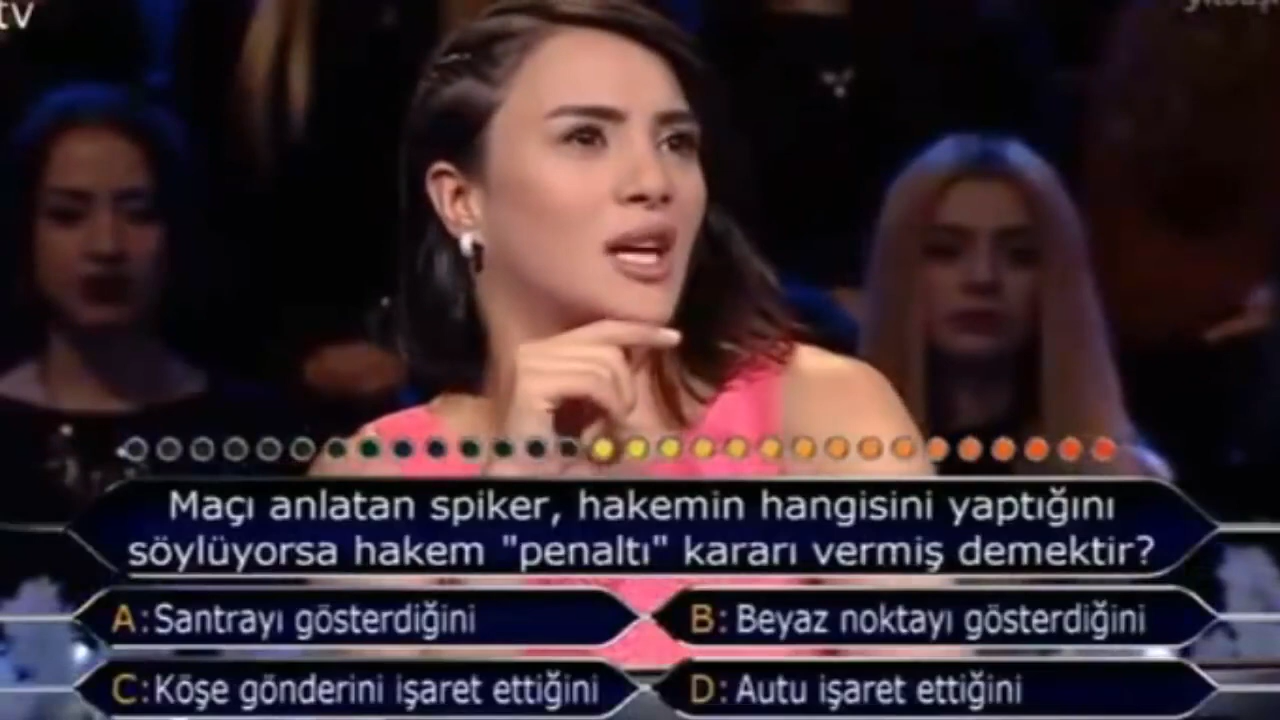 tv
Maçı anlatan spiker, hakemin hangisini yaptığını
söylüyorsa hakem "penaltı" kararı vermiş demektir?
A: Santrayı gösterdiğini
B: Beyaz noktayı gösterdiğini
C: Köşe gönderini işaret ettiğini
D: Autu işaret ettiğini